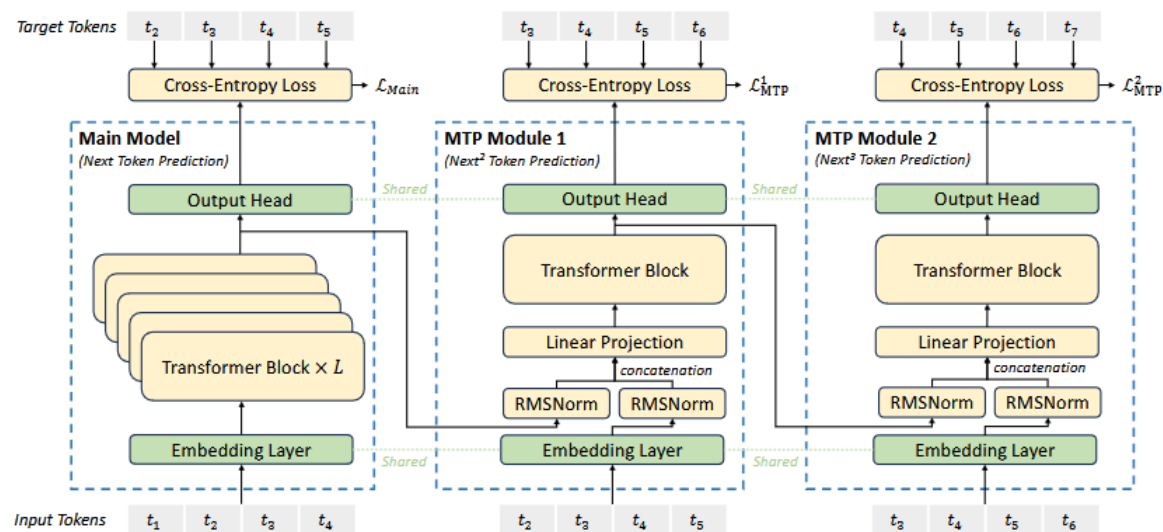 Target Tokens t₂ t₃ t₄ t₅ t₃ t₄ t₅ t₆ t₄ t₅ t₆ t₇
Cross-Entropy Loss ℒ_Main Cross-Entropy Loss ℒ¹_MTP Cross-Entropy Loss ℒ²_MTP
Main Model MTP Module 1 MTP Module 2
(Next Token Prediction) (Next² Token Prediction) (Next³ Token Prediction)
Output Head Shared Output Head Shared Output Head
Transformer Block × L Transformer Block Transformer Block
Linear Projection Linear Projection
concatenation concatenation
RMSNorm RMSNorm RMSNorm RMSNorm
Embedding Layer Shared Embedding Layer Shared Embedding Layer
Input Tokens t₁ t₂ t₃ t₄ t₂ t₃ t₄ t₅ t₃ t₄ t₅ t₆